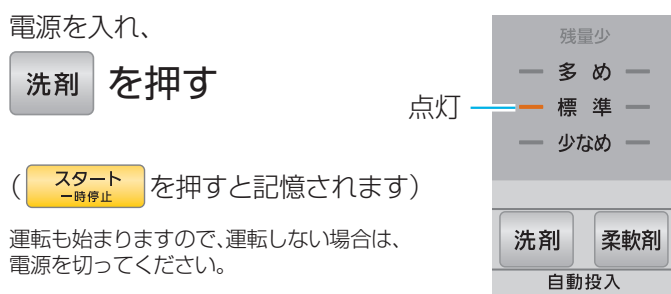 電源を入れ、
洗剤 を押す
(スタート 一時停止 を押すと記憶されます)
運転も始まりますので、運転しない場合は、
電源を切ってください。
点灯
残量少
多め
標準
少なめ
洗剤 柔軟剤
自動投入